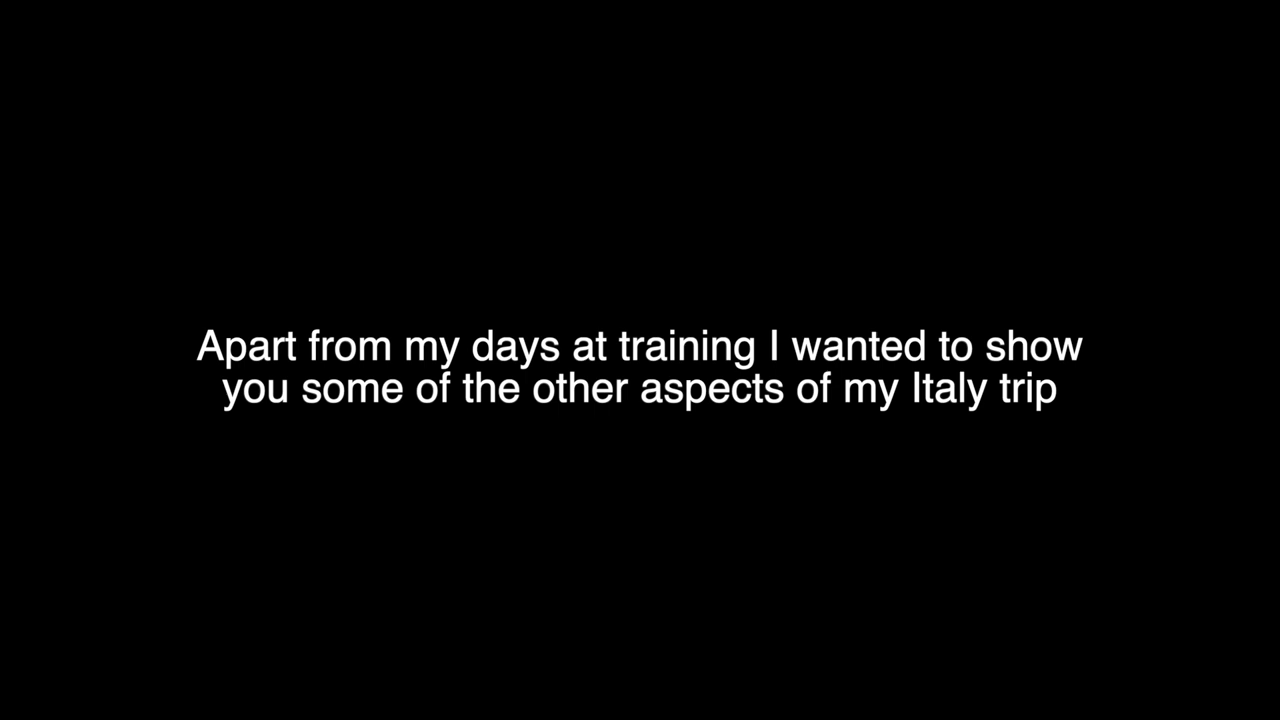 Apart from my days at training I wanted to show
you some of the other aspects of my Italy trip